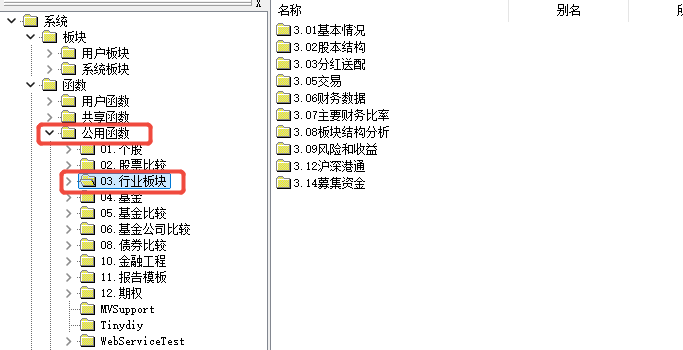 系统
板块
用户板块
系统板块
函数
用户函数
共享函数
公用函数
01.个股
02.股票比较
03.行业板块
04.基金
05.基金比较
06.基金公司比较
08.债券比较
10.金融工程
11.报告模板
12.期权
MVSupport
Tinydiy
WebServiceTest
名称 别名
3.01基本情况
3.02股本结构
3.03分红送配
3.05交易
3.06财务数据
3.07主要财务比率
3.08板块结构分析
3.09风险和收益
3.12沪深港通
3.14募集资金